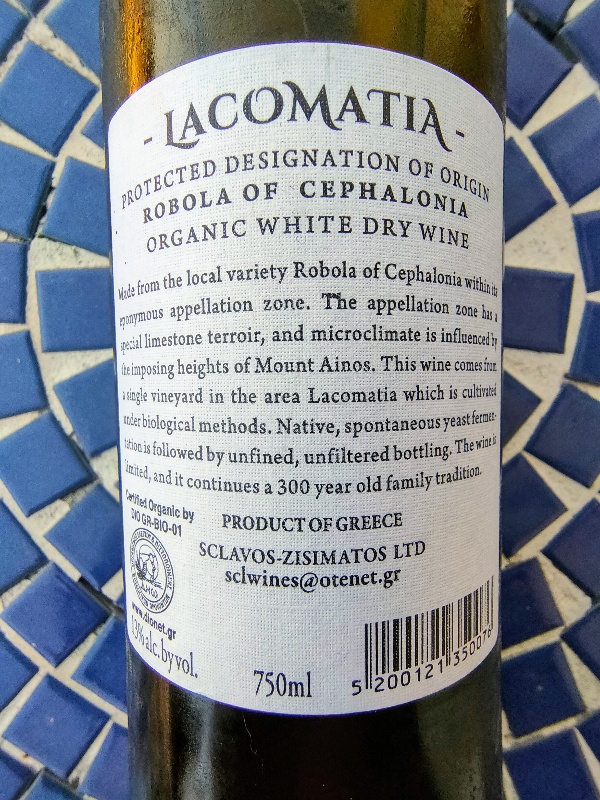 - LACOMATIA -
PROTECTED DESIGNATION OF ORIGIN
ROBOLA OF CEPHALONIA
ORGANIC WHITE DRY WINE
Made from the local variety Robola of Cephalonia within its
eponymous appellation zone. The appellation zone has a
special limestone terroir, and microclimate is influenced by
the imposing heights of Mount Ainos. This wine comes from
a single vineyard in the area Lacomatia which is cultivated
under biological methods. Native, spontaneous yeast fermen-
tation is followed by unfined, unfiltered bottling. The wine is
limited, and it continues a 300 year old family tradition.
Certified Organic by
DIO GR-BIO-01
www.dionet.gr
13% alc. by vol.
PRODUCT OF GREECE
SCLAVOS-ZISIMATOS LTD
sclwines@otenet.gr
750ml
5 200121 350076